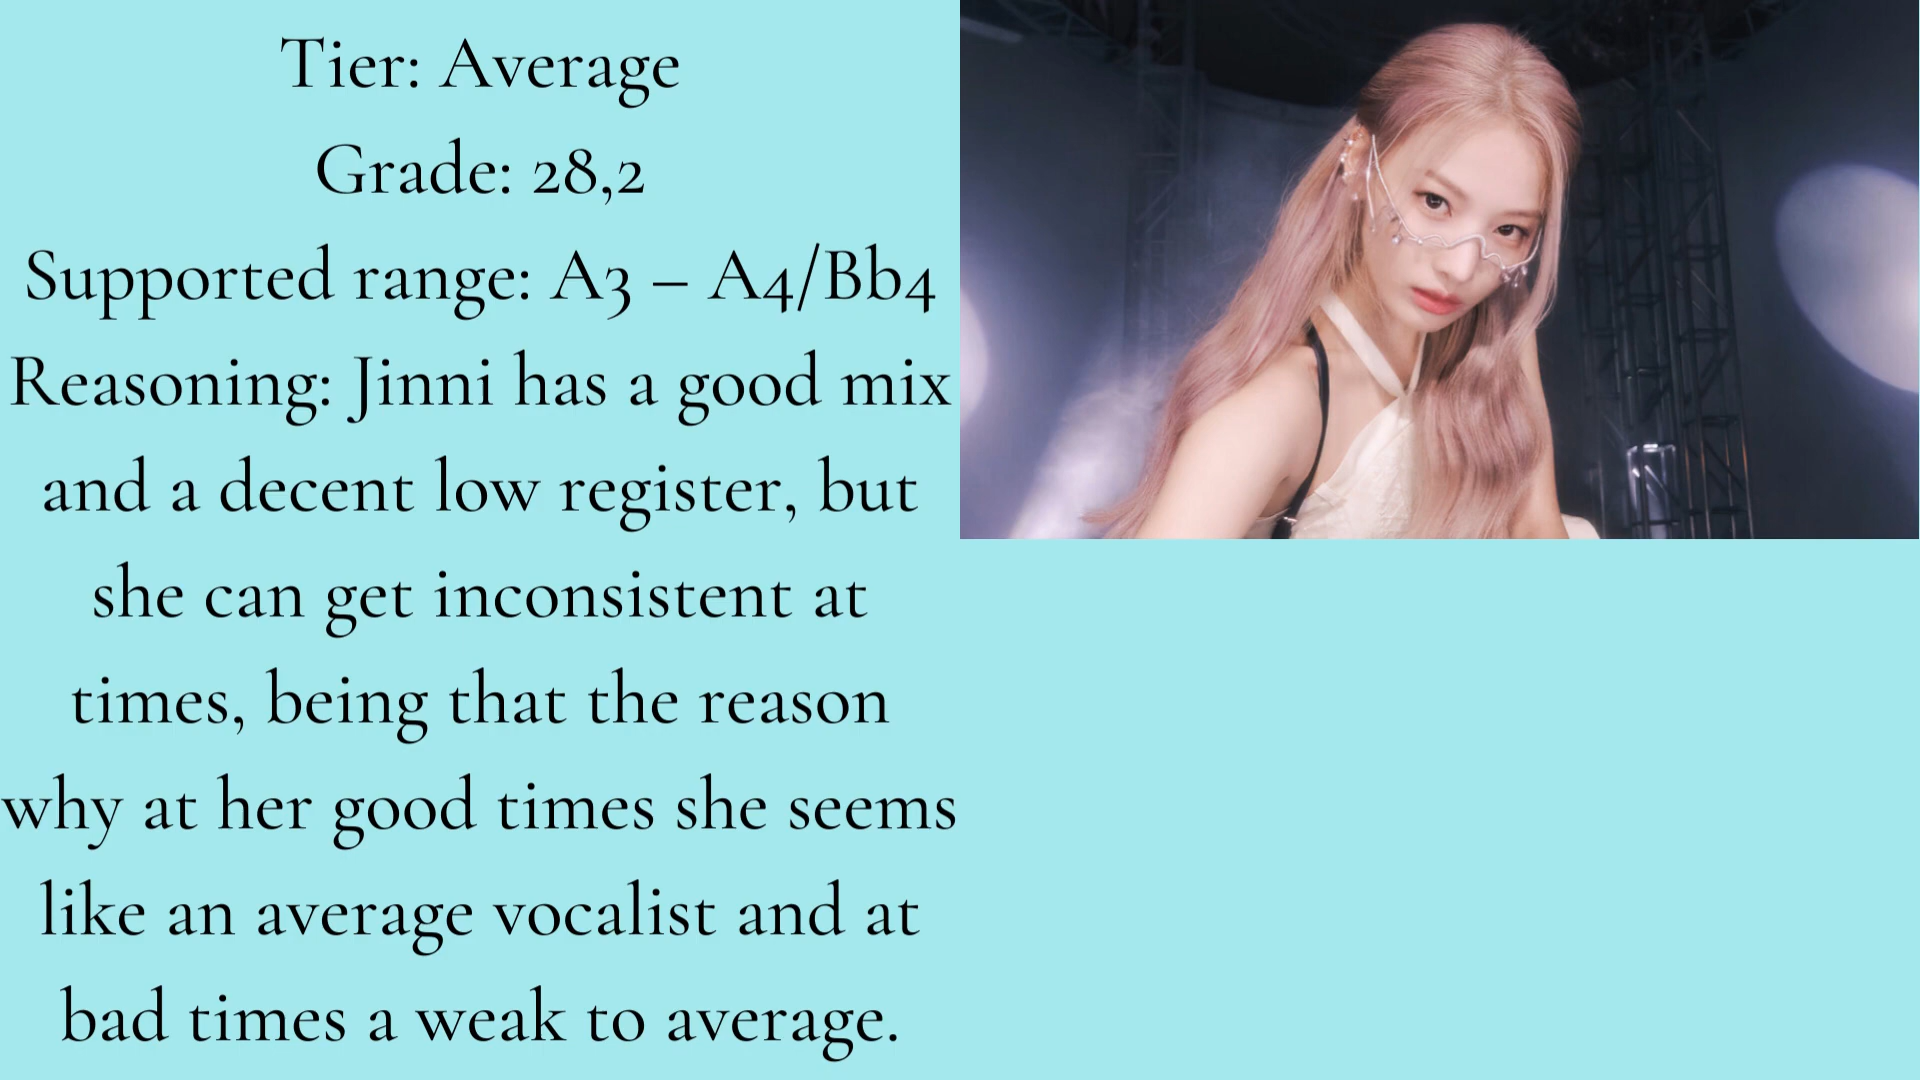 Tier: Average
Grade: 28,2
Supported range: A3 – A4/Bb4
Reasoning: Jinni has a good mix
and a decent low register, but
she can get inconsistent at
times, being that the reason
why at her good times she seems
like an average vocalist and at
bad times a weak to average.